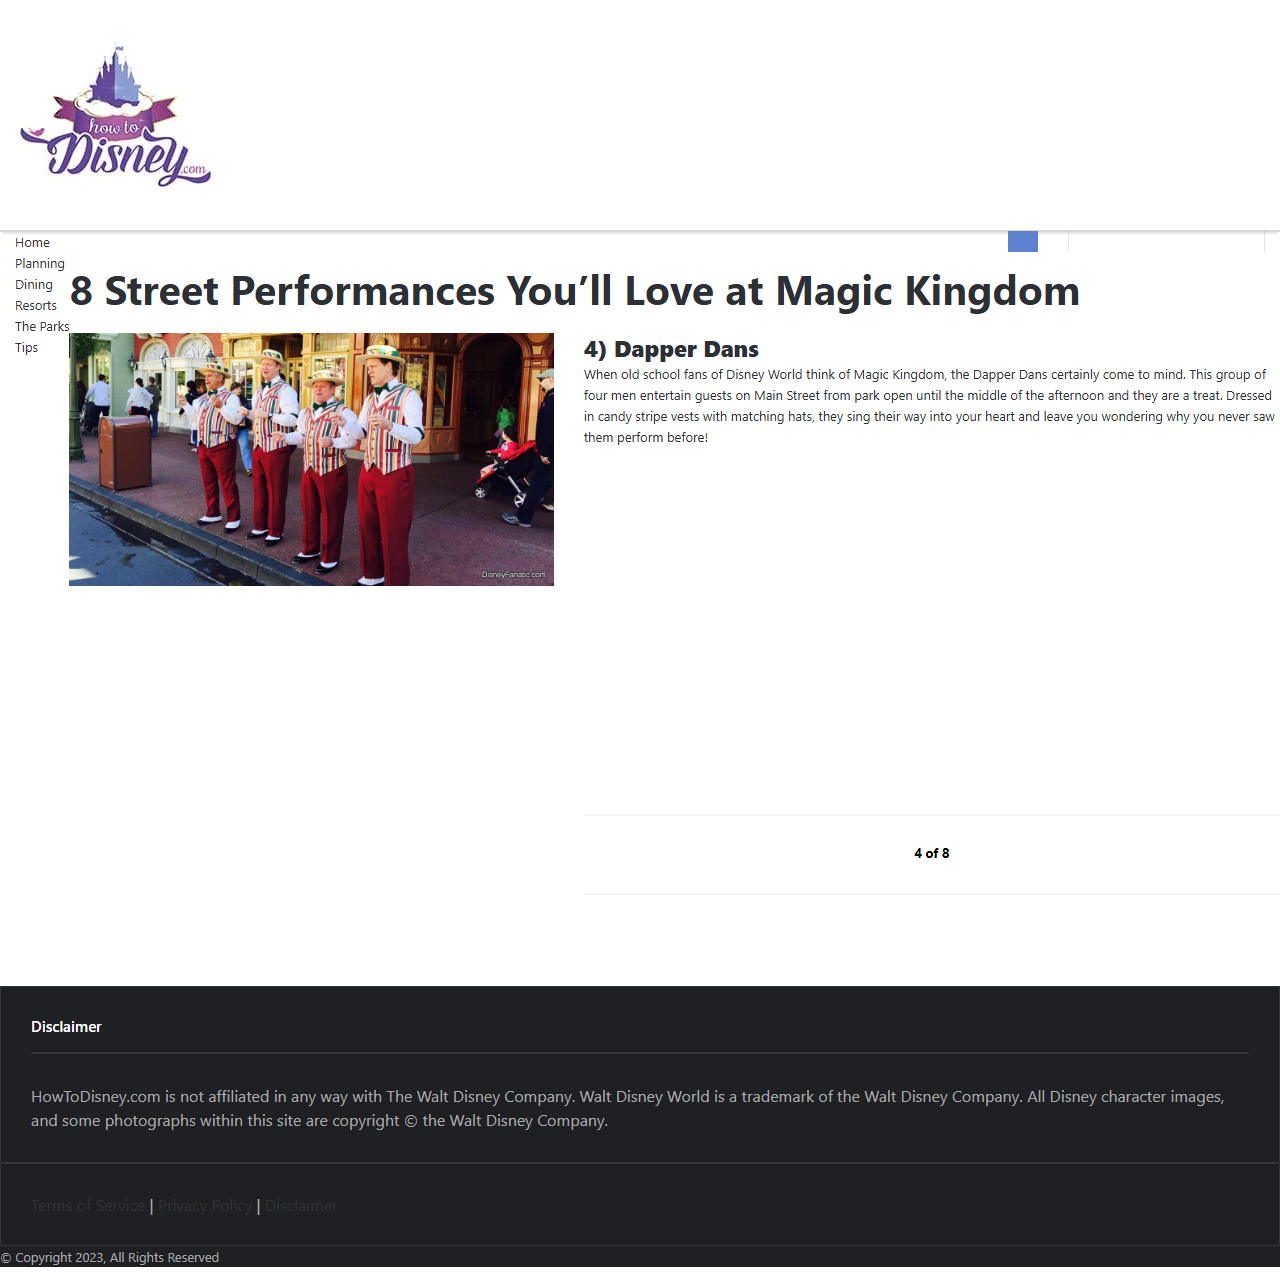 how to
Disney.com
Home
Planning
Dining
Resorts
The Parks
Tips
8 Street Performances You’ll Love at Magic Kingdom
DisneyFanatic.com
4) Dapper Dans
When old school fans of Disney World think of Magic Kingdom, the Dapper Dans certainly come to mind. This group of
four men entertain guests on Main Street from park open until the middle of the afternoon and they are a treat. Dressed
in candy stripe vests with matching hats, they sing their way into your heart and leave you wondering why you never saw
them perform before!
4 of 8
Disclaimer
HowToDisney.com is not affiliated in any way with The Walt Disney Company. Walt Disney World is a trademark of the Walt Disney Company. All Disney character images,
and some photographs within this site are copyright © the Walt Disney Company.
Terms of Service | Privacy Policy | Disclaimer
© Copyright 2023, All Rights Reserved